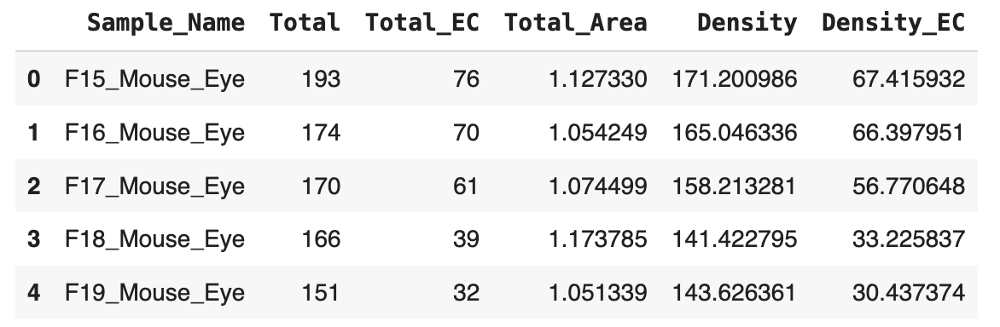 Sample_Name Total Total_EC Total_Area Density Density_EC
0 F15_Mouse_Eye 193 76 1.127330 171.200986 67.415932
1 F16_Mouse_Eye 174 70 1.054249 165.046336 66.397951
2 F17_Mouse_Eye 170 61 1.074499 158.213281 56.770648
3 F18_Mouse_Eye 166 39 1.173785 141.422795 33.225837
4 F19_Mouse_Eye 151 32 1.051339 143.626361 30.437374